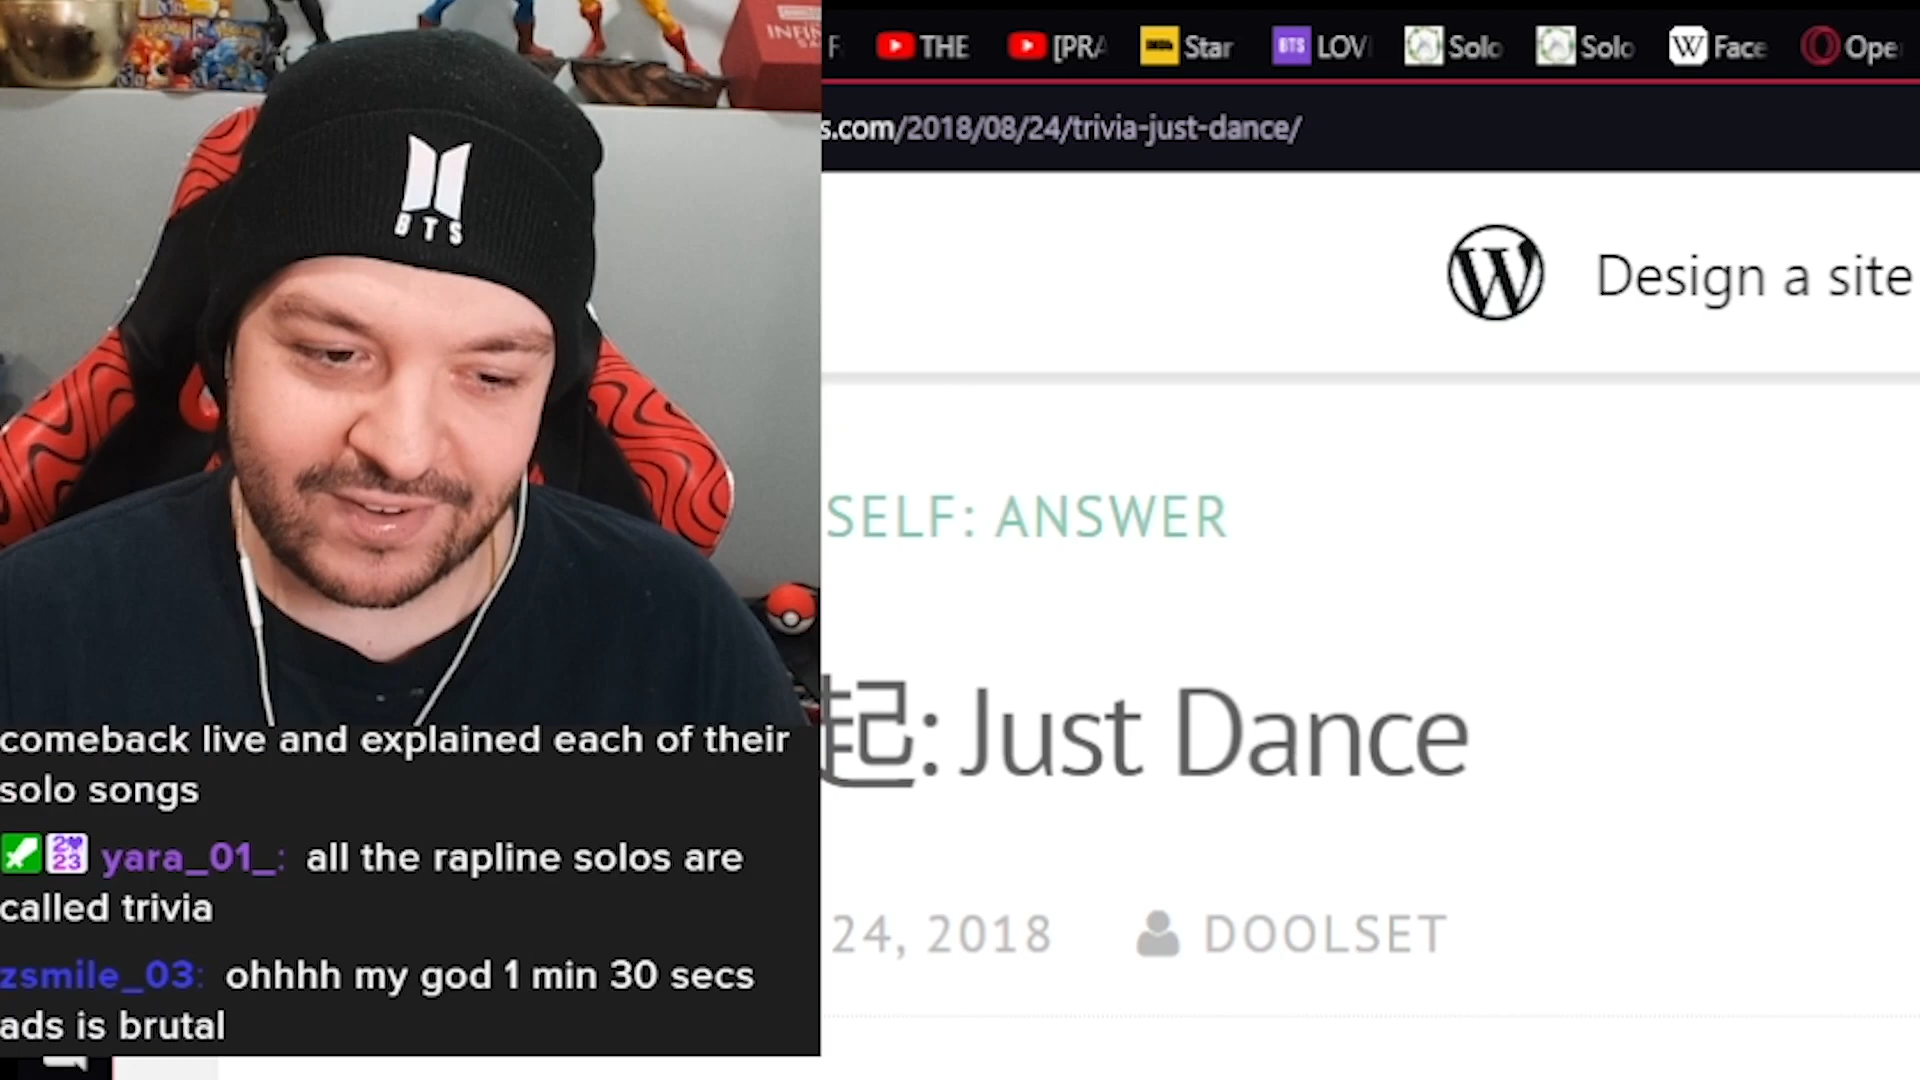 BTS
INFIN
F
THE
[PRA
Star
BTS
LOV
Solo
Solo
W
Face
Ope
s.com/2018/08/24/trivia-just-dance/
Design a site
SELF: ANSWER
起: Just Dance
24, 2018
DOOLSET
comeback live and explained each of their
solo songs
yara_01_: all the rapline solos are
called trivia
zsmile_03: ohhhh my god 1 min 30 secs
ads is brutal